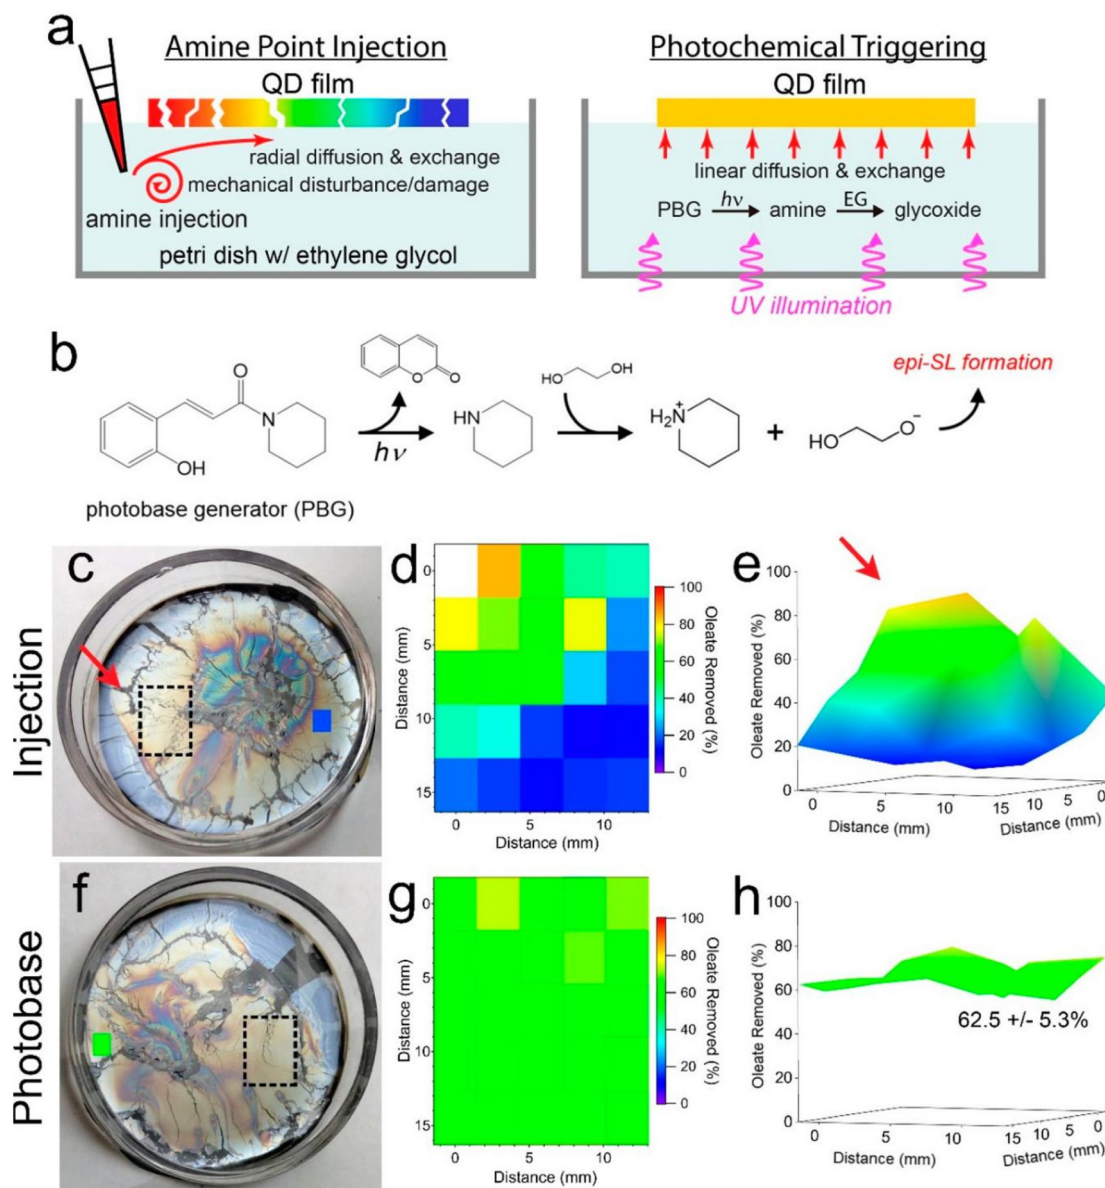 a
Amine Point Injection
QD film
radial diffusion & exchange
mechanical disturbance/damage
amine injection
petri dish w/ ethylene glycol
Photochemical Triggering
QD film
linear diffusion & exchange
PBG hν amine EG glycoxide
UV illumination
b
O
N
OH
photobase generator (PBG)
O O
hν
HN
HO OH
H2N+
+
HO O−
epi-SL formation
Injection
c
d
0
5
10
15
Distance (mm)
0 5 10
Distance (mm)
100
80
60
40
20
0
Oleate Removed (%)
e
100
80
60
40
20
0
Oleate Removed (%)
0 5 10 15 10 5 0
Distance (mm) Distance (mm)
Photobase
f
g
0
5
10
15
Distance (mm)
0 5 10
Distance (mm)
100
80
60
40
20
0
Oleate Removed (%)
h
100
80
60
40
20
0
Oleate Removed (%)
62.5 +/- 5.3%
0 5 10 15 10 5 0
Distance (mm) Distance (mm)